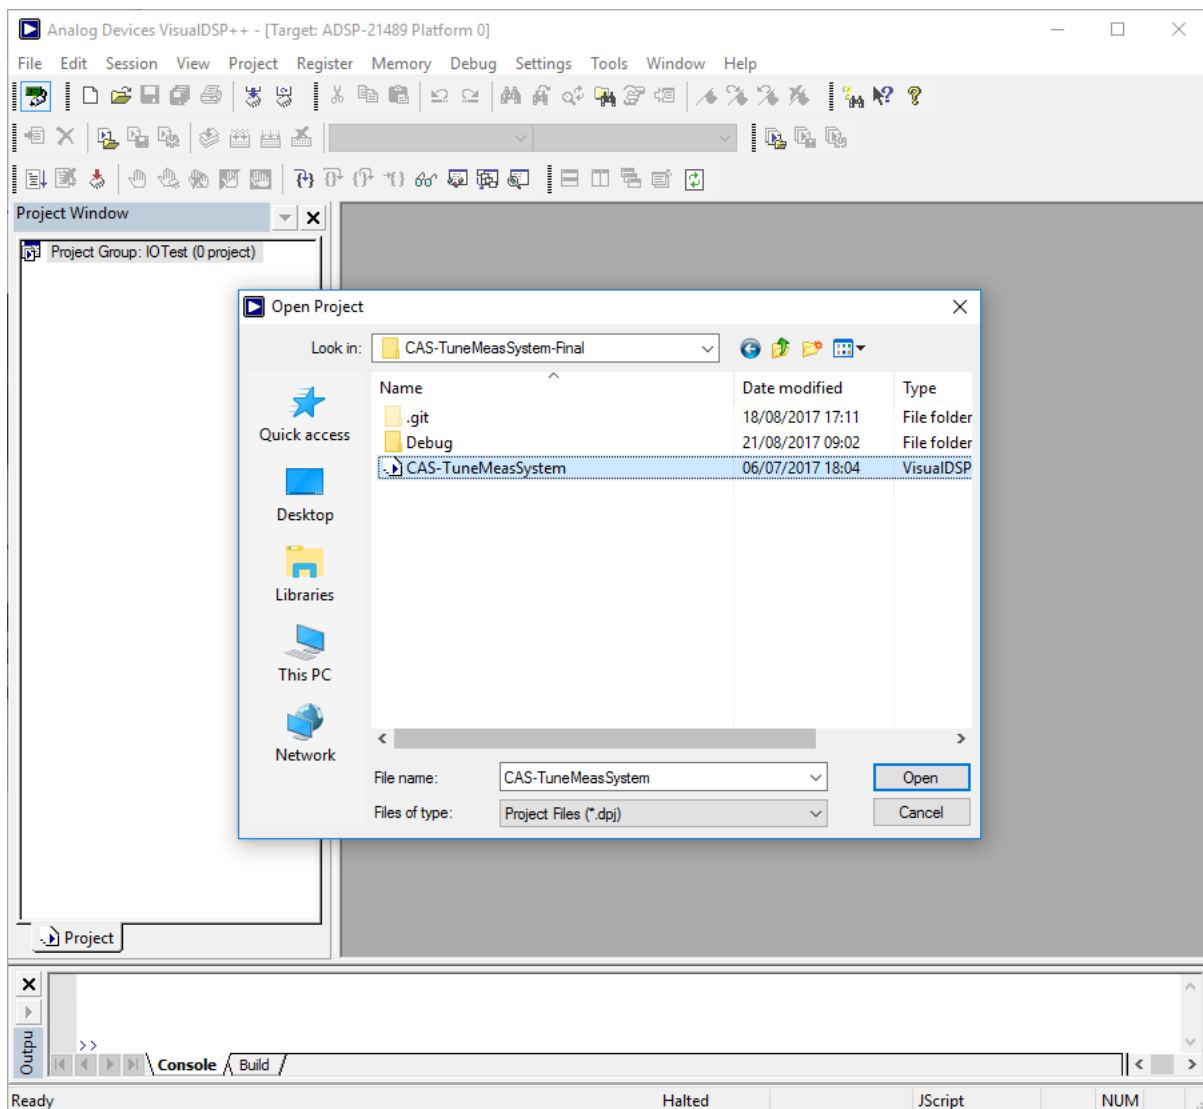 Analog Devices VisualDSP++ - [Target: ADSP-21489 Platform 0]
File Edit Session View Project Register Memory Debug Settings Tools Window Help
Project Window
Project Group: IOTest (0 project)
Open Project
Look in: CAS-TuneMeasSystem-Final
Name Date modified Type
.git 18/08/2017 17:11 File folder
Debug 21/08/2017 09:02 File folder
CAS-TuneMeasSystem 06/07/2017 18:04 VisualDSP
Quick access
Desktop
Libraries
This PC
Network
File name: CAS-TuneMeasSystem Open
Files of type: Project Files (*.dpj) Cancel
Project
Outpu
>>
Console Build
Ready Halted JScript NUM